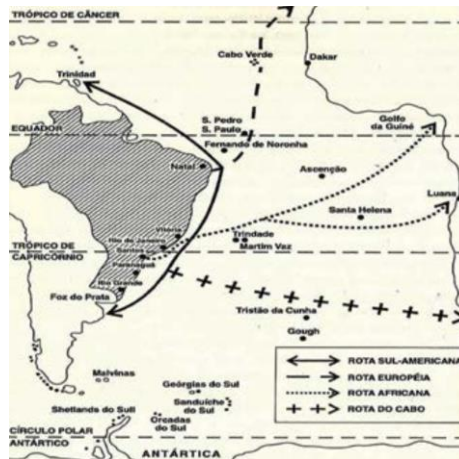 TRÓPICO DE CÂNCER
Cabo Verde
Dakar
Trinidad
S. Pedro
S. Paulo
Golfo
da Guiné
EQUADOR
Fernando de Noronha
Natal
Ascenção
Luana
Santa Helena
Vitória
Rio de Janeiro
Trindade
Martim Vaz
Santos
TRÓPICO DE
CAPRICÓRNIO
Paranaguá
Rio Grande
Foz do Prata
Tristão da Cunha
Gough
Malvinas
Geórgias do Sul
Sanduíche
do Sul
Shetlands do Sul
Orcadas
do Sul
ROTA SUL-AMERICANA
ROTA EUROPÉIA
ROTA AFRICANA
ROTA DO CABO
CÍRCULO POLAR
ANTÁRTICO
ANTÁRTICA